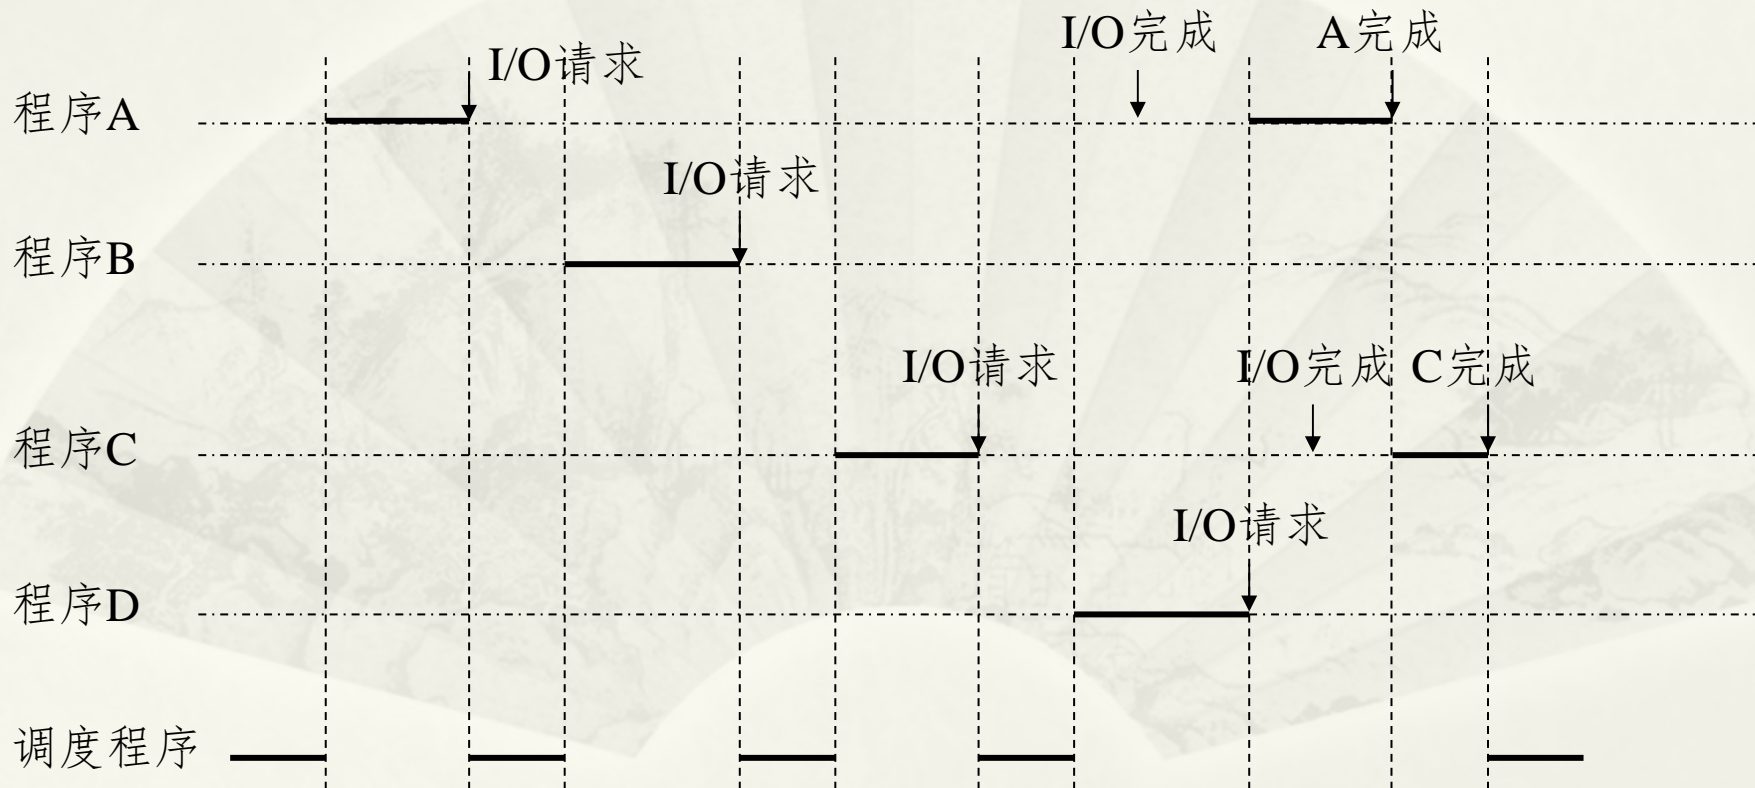 I/O完成
A完成
I/O请求
程序A
I/O请求
程序B
I/O请求
I/O完成
C完成
程序C
I/O请求
程序D
调度程序